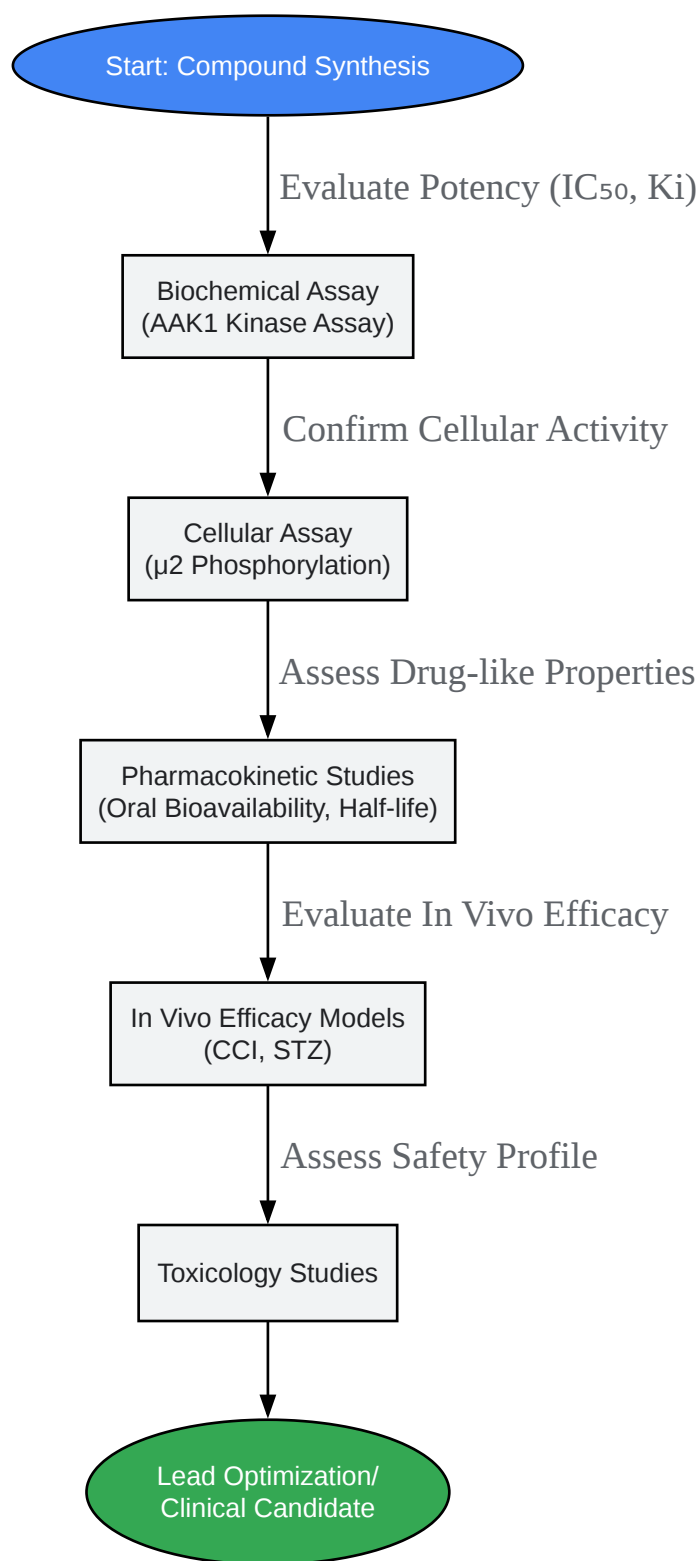 Start: Compound Synthesis
Evaluate Potency (IC₅₀, Ki)
Biochemical Assay
(AAK1 Kinase Assay)
Confirm Cellular Activity
Cellular Assay
(μ2 Phosphorylation)
Assess Drug-like Properties
Pharmacokinetic Studies
(Oral Bioavailability, Half-life)
Evaluate In Vivo Efficacy
In Vivo Efficacy Models
(CCI, STZ)
Assess Safety Profile
Toxicology Studies
Lead Optimization/
Clinical Candidate